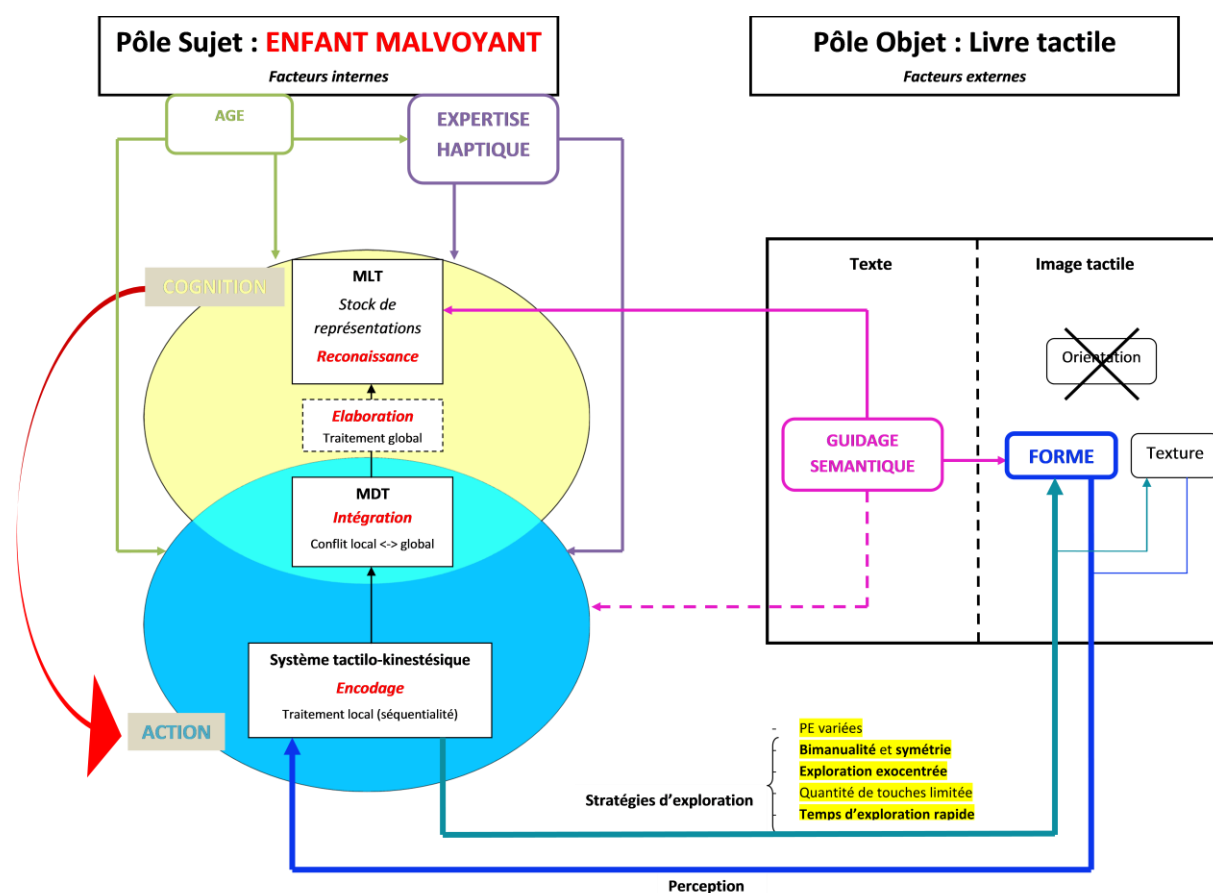 Pôle Sujet : ENFANT MALVOYANT
Facteurs internes
Pôle Objet : Livre tactile
Facteurs externes
AGE
EXPERTISE
HAPTIQUE
COGNITION
MLT
Stock de
représentations
Reconaissance
Elaboration
Traitement global
MDT
Intégration
Conflit local <-> global
Système tactilo-kinestésique
Encodage
Traitement local (séquentialité)
ACTION
Texte
Image tactile
Orientation
GUIDAGE
SEMANTIQUE
FORME
Texture
Stratégies d’exploration
- PE variées
- Bimanualité et symétrie
- Exploration exocentrée
- Quantité de touches limitée
- Temps d’exploration rapide
Perception